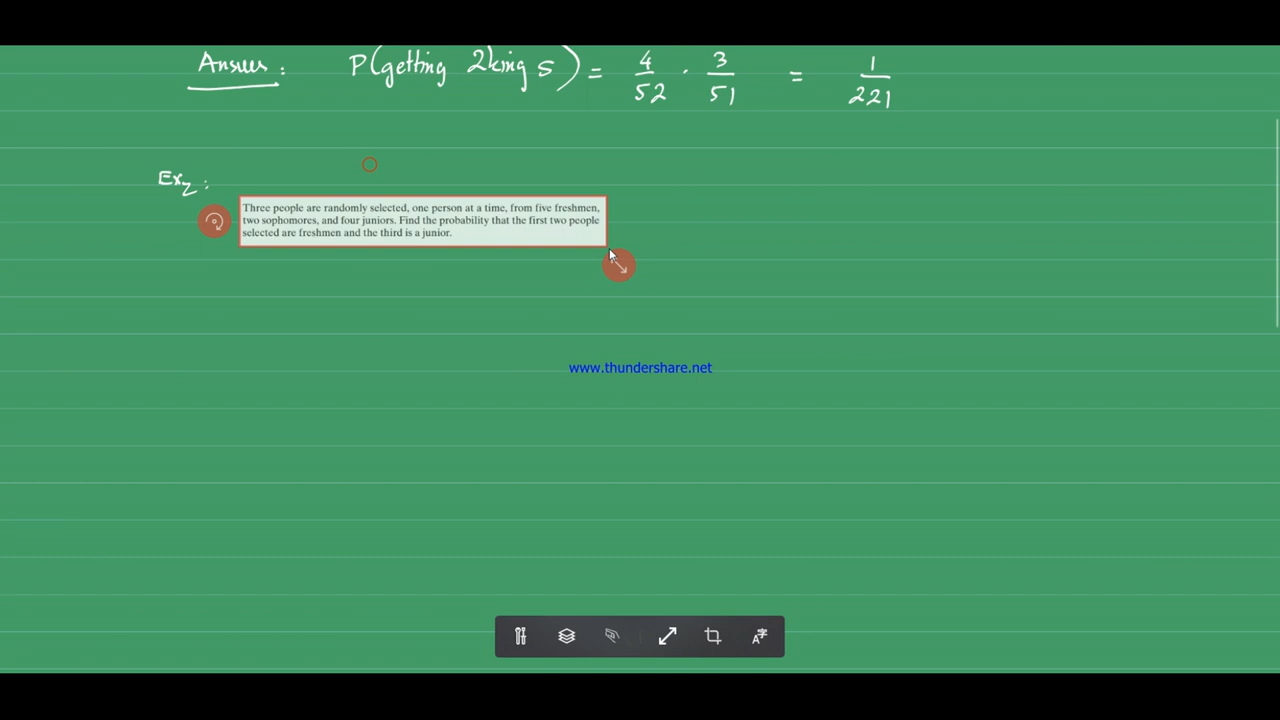 Answer : P(getting 2 kings) = 4/52 · 3/51 = 1/221
Ex2 :
Three people are randomly selected, one person at a time, from five freshmen,
two sophomores, and four juniors. Find the probability that the first two people
selected are freshmen and the third is a junior.
www.thundershare.net